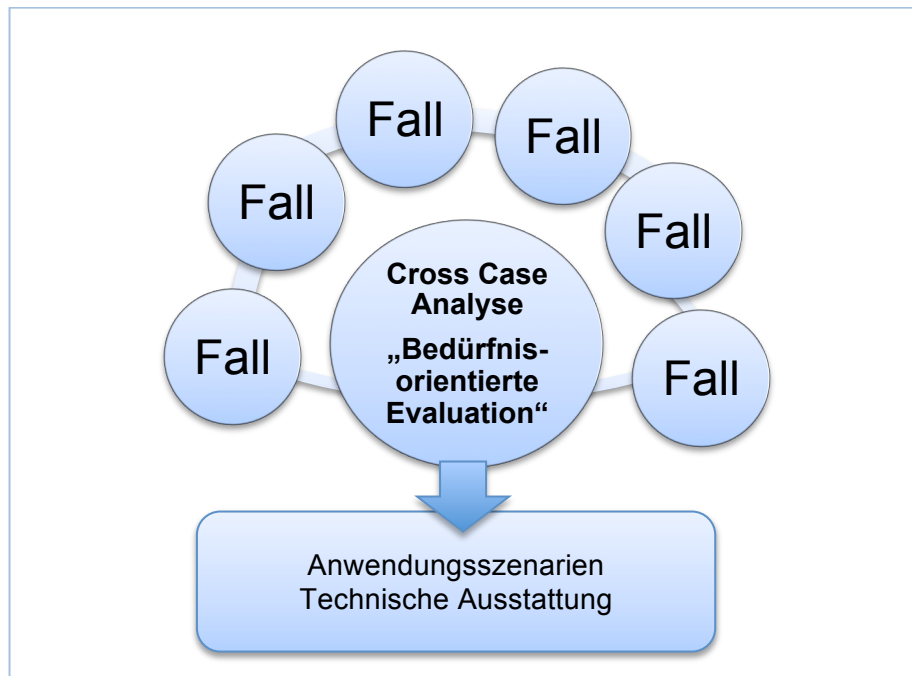 Fall
Fall
Fall
Fall
Fall
Fall
Cross Case
Analyse
„Bedürfnis-
orientierte
Evaluation“
Anwendungsszenarien
Technische Ausstattung